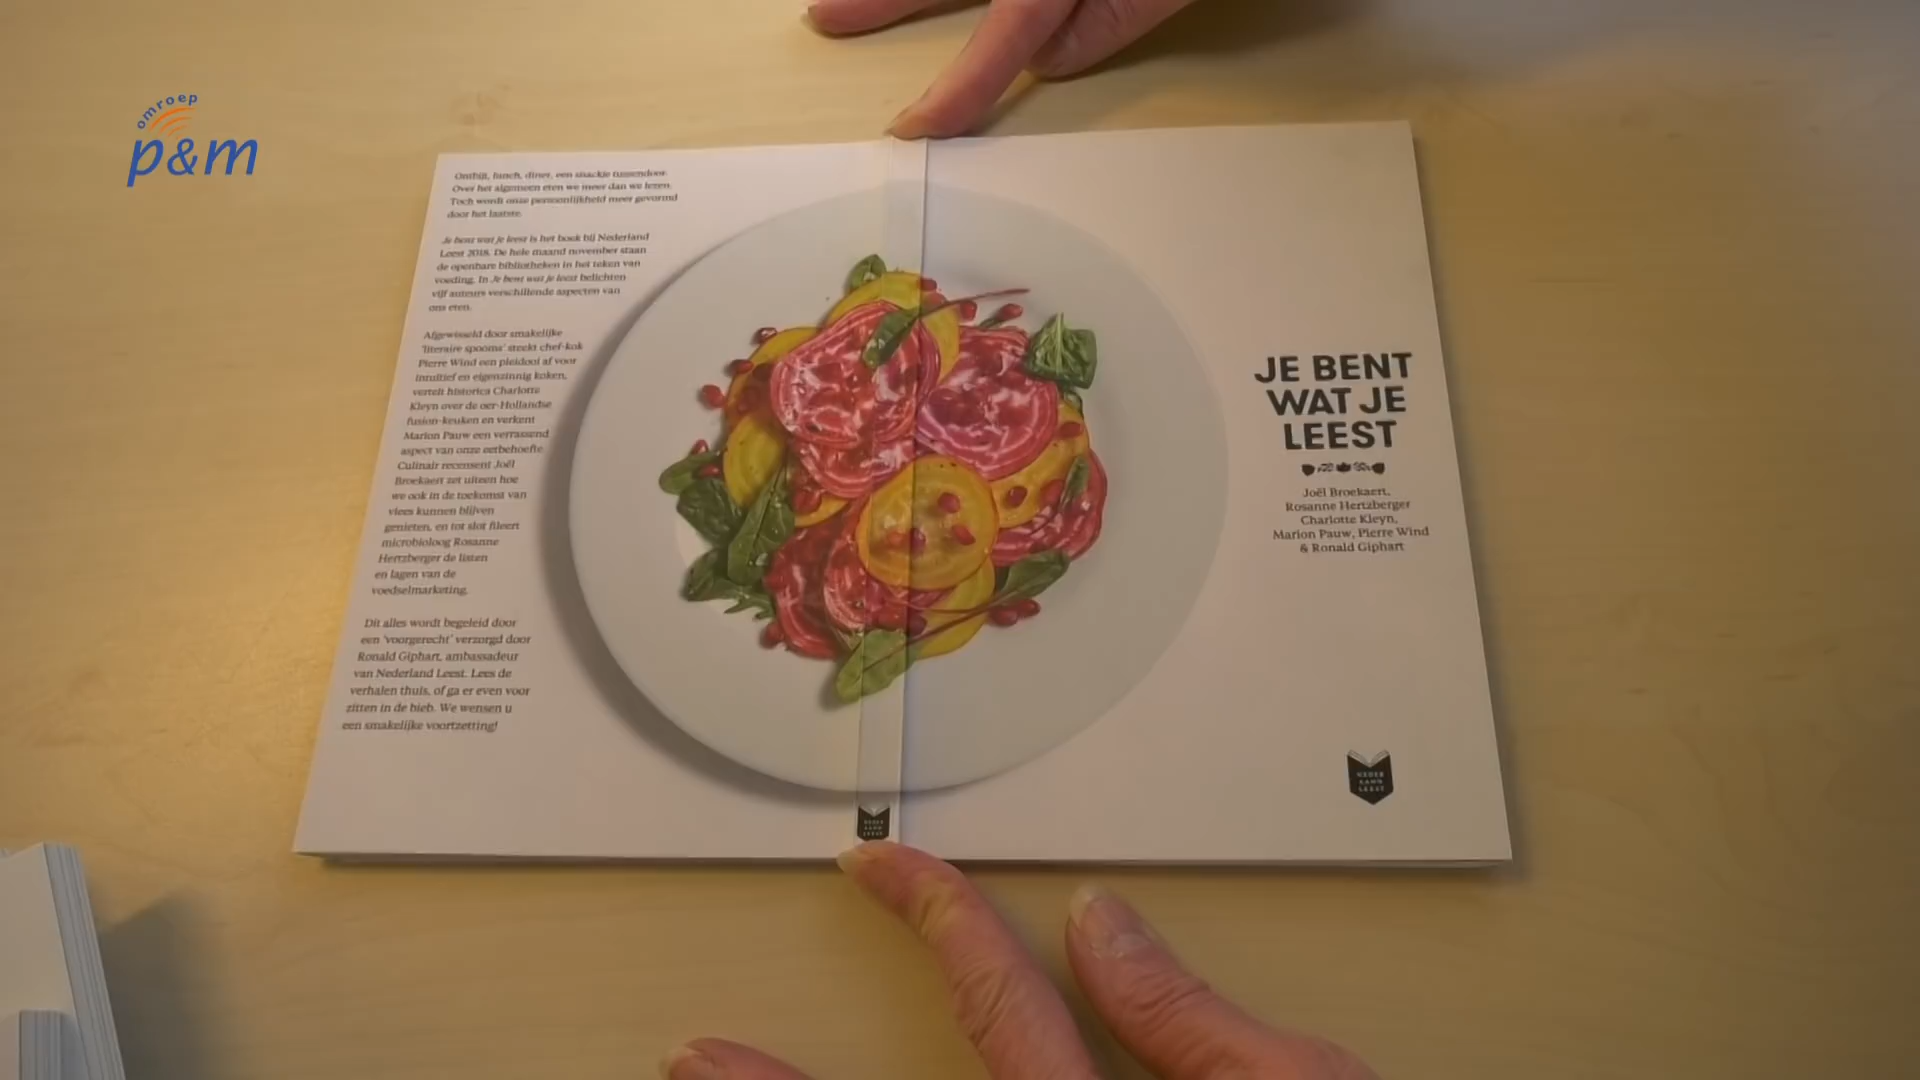 omroep
p&m
Ontbijt, lunch, diner, een snackje tussendoor.
Over het algemeen eten we meer dan we lezen.
Toch wordt onze persoonlijkheid meer gevormd
door het laatste.
Je bent wat je leest is het boek bij Nederland
Leest 2018. De hele maand november staan
de openbare bibliotheken in het teken van
voeding. In Je bent wat je leest belichten
vijf auteurs verschillende aspecten van
ons eten.
Afgewisseld door smakelijke
'literaire spooms' steekt chef-kok
Pierre Wind een pleidooi af voor
intuïtief en eigenzinnig koken,
vertelt historica Charlotte
Kleyn over de oer-Hollandse
fusion-keuken en verkent
Marion Pauw een verrassend
aspect van onze eetbehoefte.
Culinair recensent Joël
Broekaert zet uiteen hoe
we ook in de toekomst van
vlees kunnen blijven
genieten, en tot slot fileert
microbioloog Rosanne
Hertzberger de listen
en lagen van de
voedselmarketing.
Dit alles wordt begeleid door
een 'voorgerecht' verzorgd door
Ronald Giphart, ambassadeur
van Nederland Leest. Lees de
verhalen thuis, of ga er even voor
zitten in de bieb. We wensen u
een smakelijke voortzetting!
JE BENT
WAT JE
LEEST
Joël Broekaert,
Rosanne Hertzberger
Charlotte Kleyn,
Marion Pauw, Pierre Wind
& Ronald Giphart
NEDER
LAND
LEEST
NEDER
LAND
LEEST